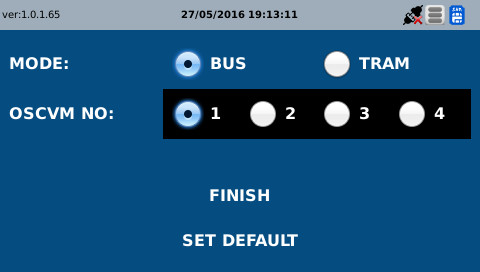 ver:1.0.1.65 27/05/2016 19:13:11
MODE: BUS TRAM
OSCVM NO: 1 2 3 4
FINISH
SET DEFAULT